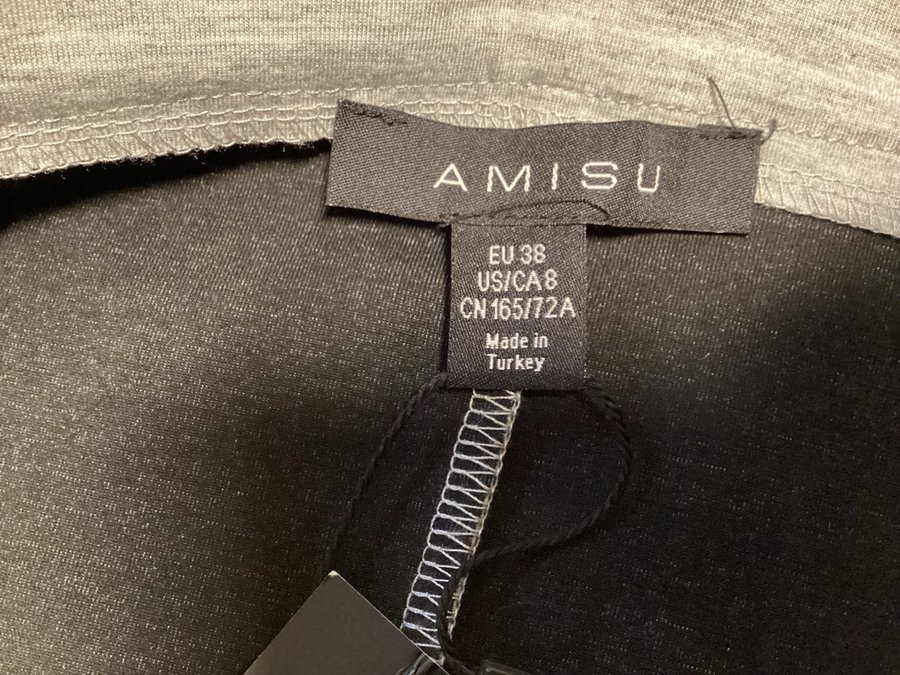 AMISU
EU 38
US/CA 8
CN 165/72A
Made in
Turkey